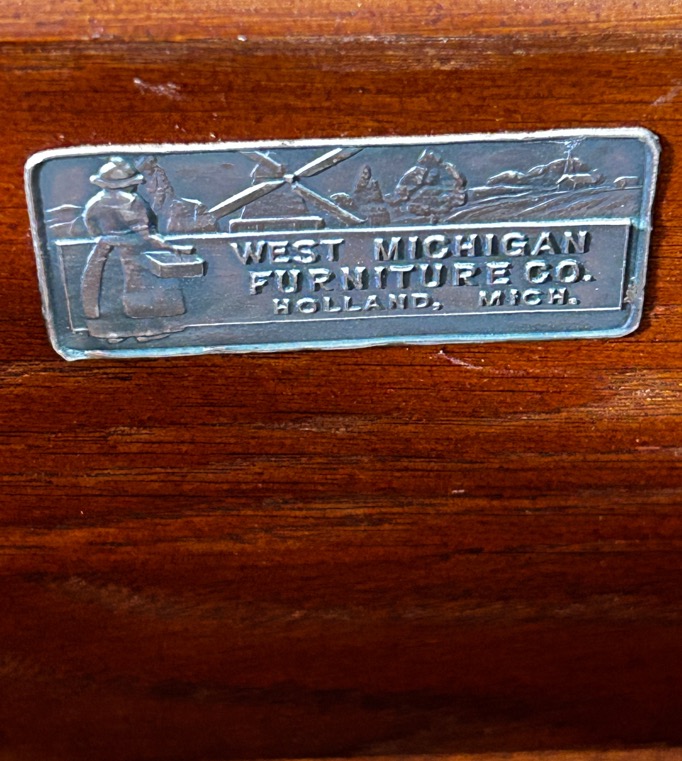 WEST MICHIGAN
FURNITURE CO.
HOLLAND, MICH.